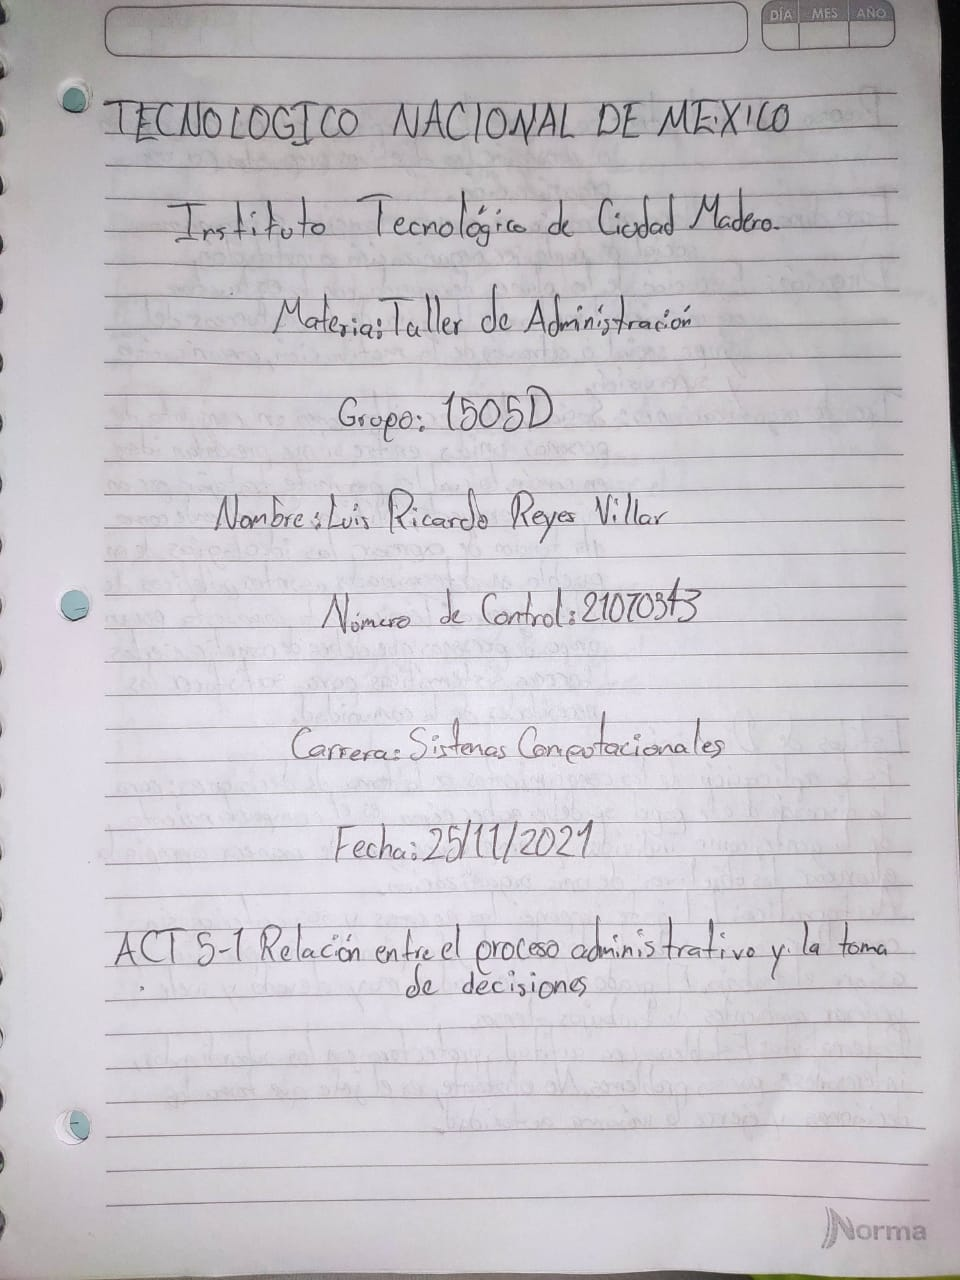 DÍA MES AÑO
TECNOLOGICO NACIONAL DE MEXICO
Instituto Tecnológico de Ciudad Madero.
Materia: Taller de Administración
Grupo: 1505D
Nombre: Luis Ricardo Reyes Villar
Número de Control: 21070343
Carrera: Sistemas Computacionales
Fecha: 25/11/2021
ACT 5-1 Relación entre el proceso administrativo y la toma
de decisiones
Norma